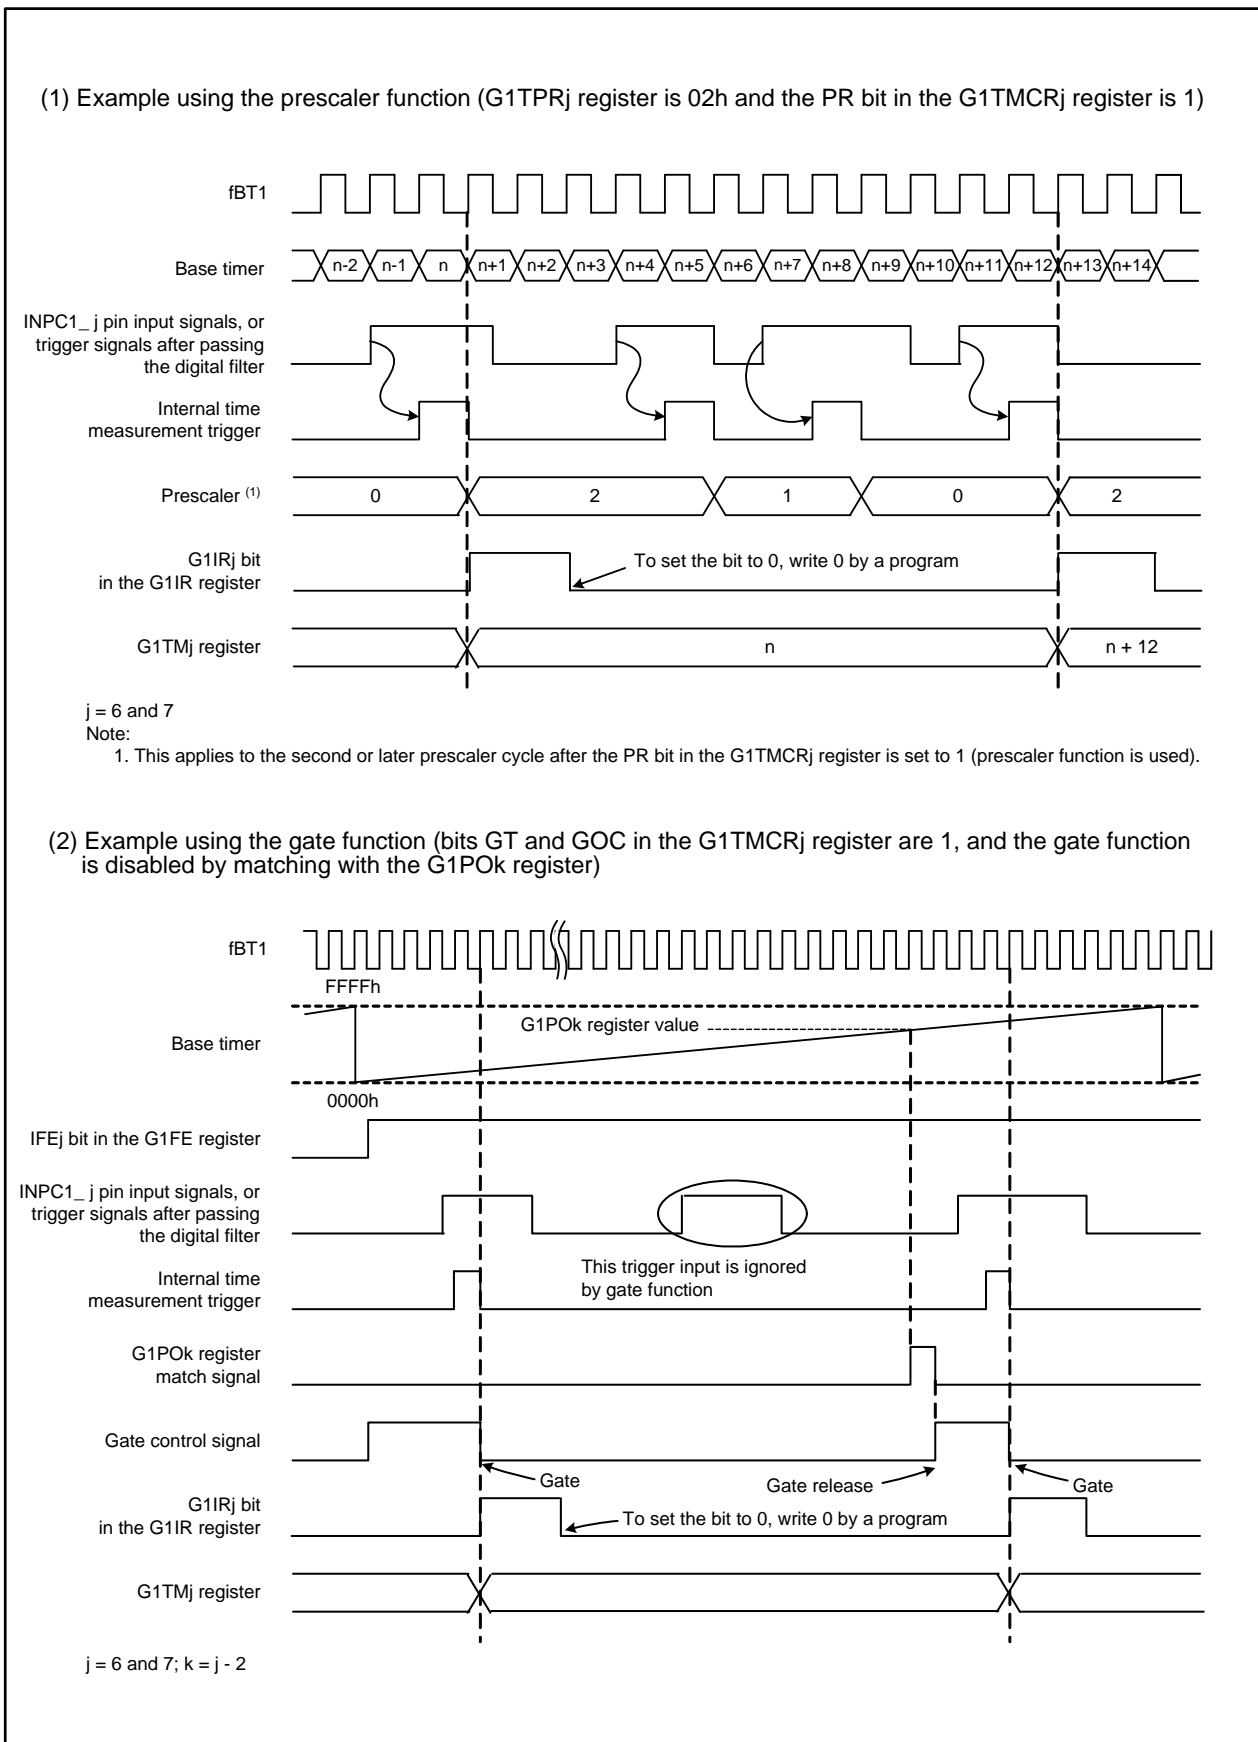 (1) Example using the prescaler function (G1TPRj register is 02h and the PR bit in the G1TMCRj register is 1)
fBT1
Base timer
n-2 n-1 n n+1 n+2 n+3 n+4 n+5 n+6 n+7 n+8 n+9 n+10 n+11 n+12 n+13 n+14
INPC1_ j pin input signals, or
trigger signals after passing
the digital filter
Internal time
measurement trigger
Prescaler (1)
0 2 1 0 2
G1IRj bit
in the G1IR register
To set the bit to 0, write 0 by a program
G1TMj register
n n + 12
j = 6 and 7
Note:
1. This applies to the second or later prescaler cycle after the PR bit in the G1TMCRj register is set to 1 (prescaler function is used).
(2) Example using the gate function (bits GT and GOC in the G1TMCRj register are 1, and the gate function
is disabled by matching with the G1POk register)
fBT1
FFFFh
G1POk register value
Base timer
0000h
IFEj bit in the G1FE register
INPC1_ j pin input signals, or
trigger signals after passing
the digital filter
This trigger input is ignored
by gate function
Internal time
measurement trigger
G1POk register
match signal
Gate control signal
Gate
Gate release
Gate
G1IRj bit
in the G1IR register
To set the bit to 0, write 0 by a program
G1TMj register
j = 6 and 7; k = j - 2